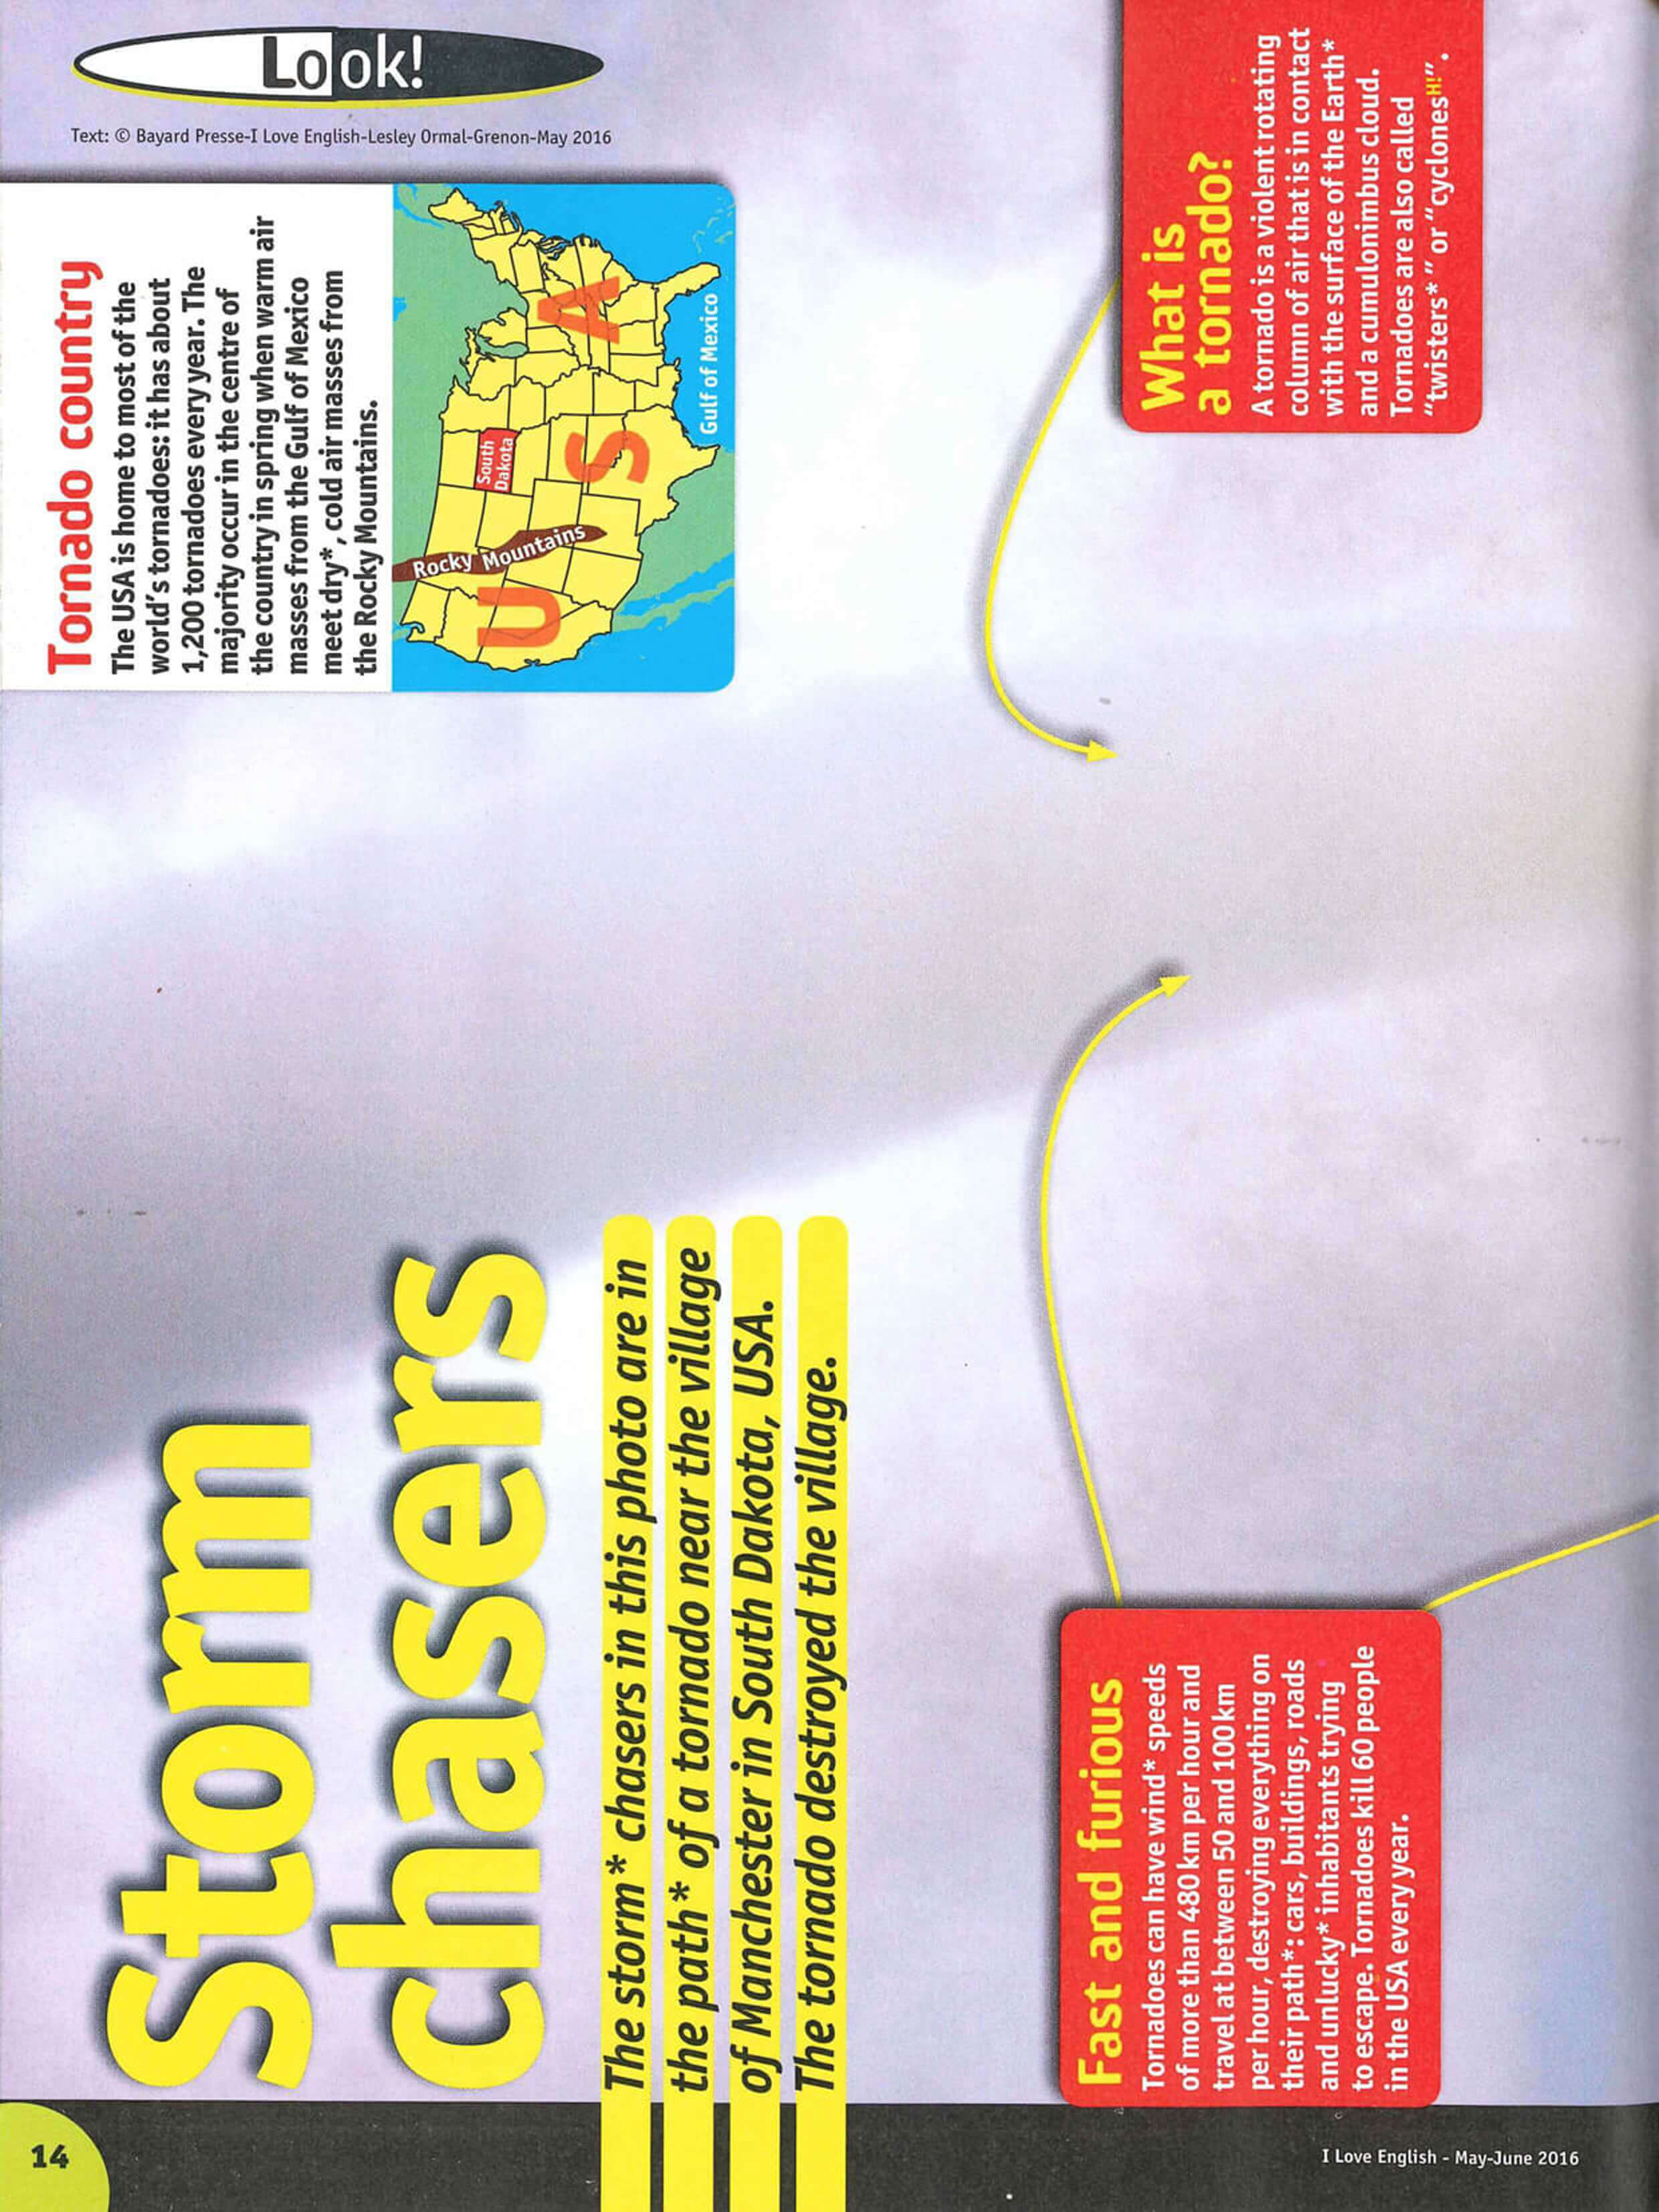 14
Look!
Text: © Bayard Presse-I Love English-Lesley Ormal-Grenon-May 2016
Storm
chasers
The storm* chasers in this photo are in
the path* of a tornado near the village
of Manchester in South Dakota, USA.
The tornado destroyed the village.
Tornado country
The USA is home to most of the
world's tornadoes: it has about
1,200 tornadoes every year. The
majority occur in the centre of
the country in spring when warm air
masses from the Gulf of Mexico
meet dry*, cold air masses from
the Rocky Mountains.
Rocky Mountains
South
Dakota
U S A
Gulf of Mexico
Fast and furious
Tornadoes can have wind* speeds
of more than 480 km per hour and
travel at between 50 and 100 km
per hour, destroying everything on
their path*: cars, buildings, roads
and unlucky* inhabitants trying
to escape. Tornadoes kill 60 people
in the USA every year.
What is
a tornado?
A tornado is a violent rotating
column of air that is in contact
with the surface of the Earth*
and a cumulonimbus cloud.
Tornadoes are also called
"twisters*" or "cyclonesH!".
I Love English - May-June 2016